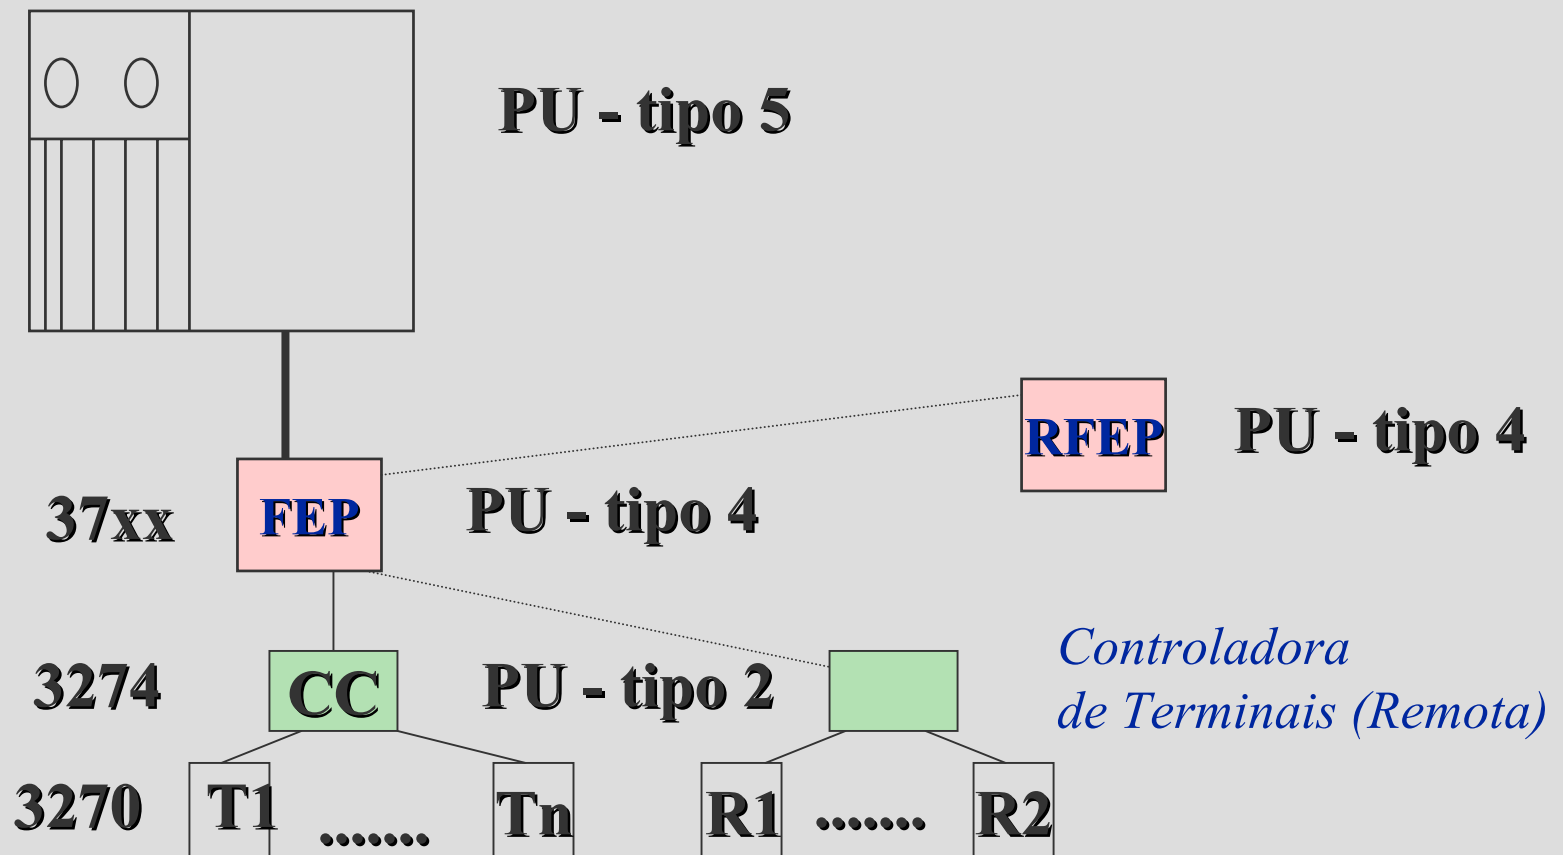 PU - tipo 5
RFEP
PU - tipo 4
37xx
FEP
PU - tipo 4
3274
CC
PU - tipo 2
Controladora
de Terminais (Remota)
3270
T1
.......
Tn
R1
.......
R2